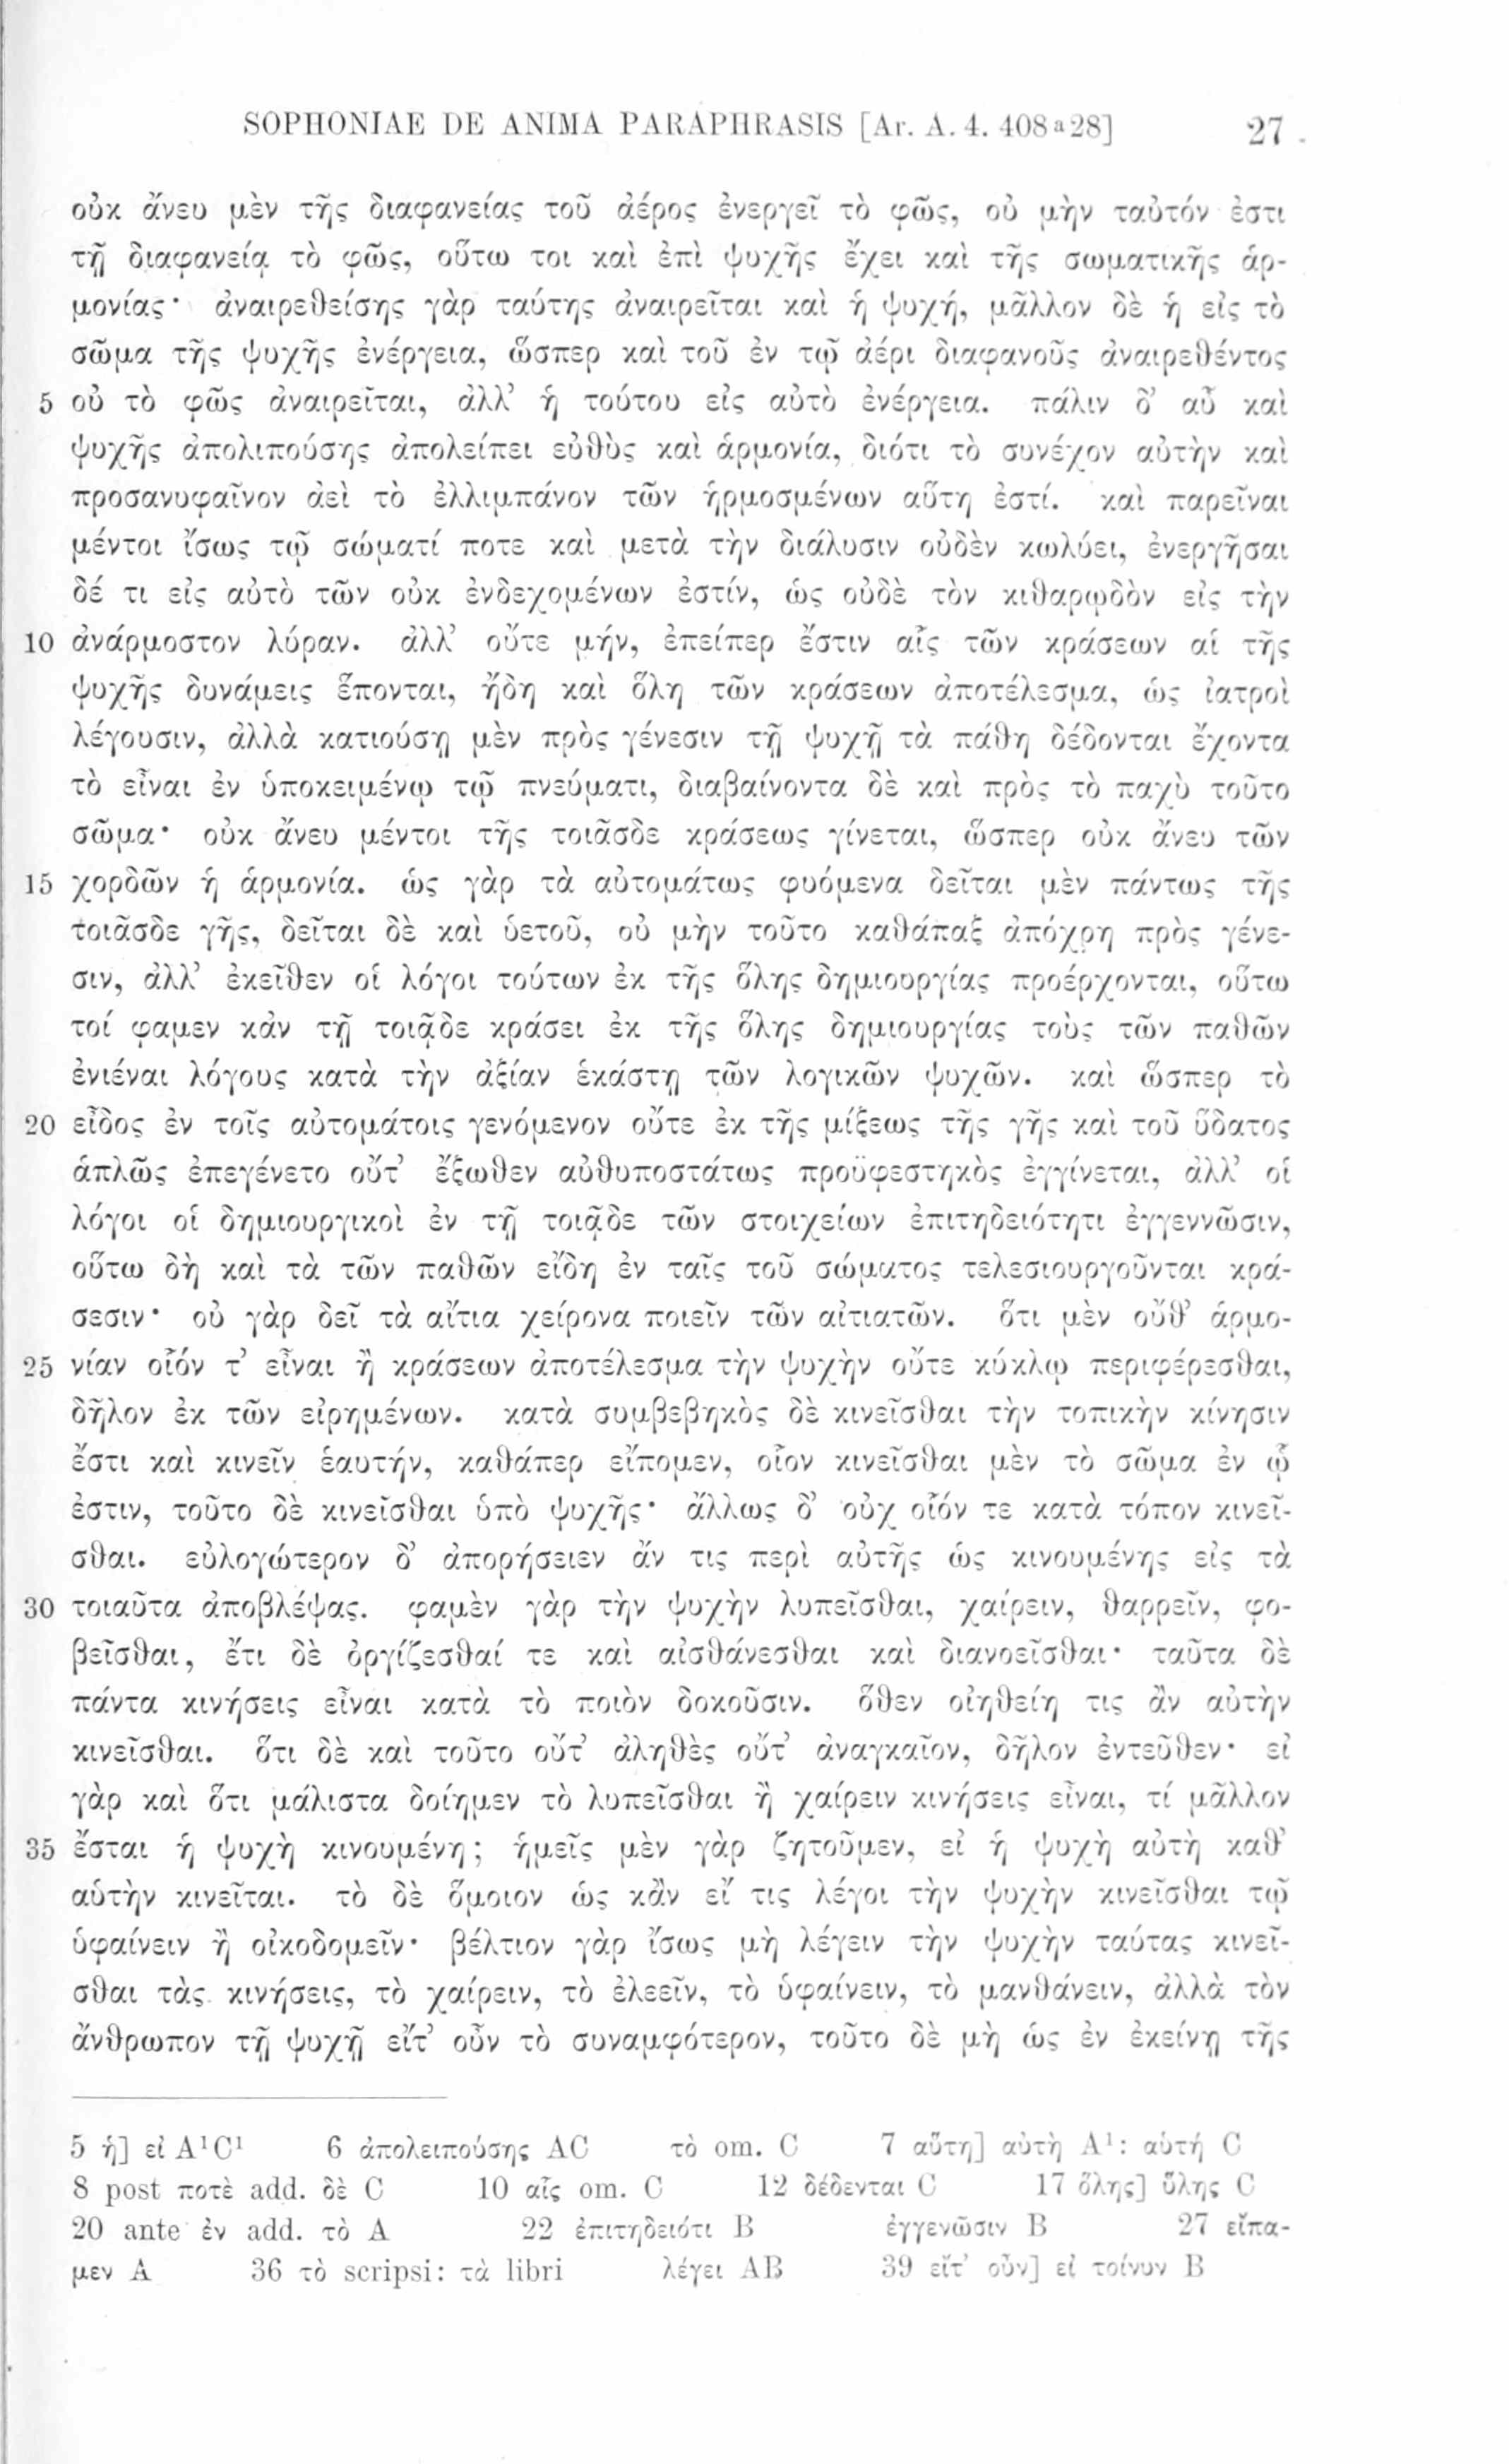 SOPHONIAE DE ANIMA PARAPHRASIS [Ar. A. 4. 408 a 28] 27
οὐκ ἄνευ μὲν τῆς διαφανείας τοῦ ἀέρος ἐνεργεῖ τὸ φῶς, οὐ μὴν ταὐτόν ἐστι
τῇ διαφανείᾳ τὸ φῶς, οὕτω τοι καὶ ἐπὶ ψυχῆς ἔχει καὶ τῆς σωματικῆς ἁρ-
μονίας· ἀναιρεθείσης γὰρ ταύτης ἀναιρεῖται καὶ ἡ ψυχή, μᾶλλον δὲ ἡ εἰς τὸ
σῶμα τῆς ψυχῆς ἐνέργεια, ὥσπερ καὶ τοῦ ἐν τῷ ἀέρι διαφανοῦς ἀναιρεθέντος
5 οὐ τὸ φῶς ἀναιρεῖται, ἀλλ’ ἡ τούτου εἰς αὐτὸ ἐνέργεια. πάλιν δ’ αὖ καὶ
ψυχῆς ἀπολιπούσης ἀπολείπει εὐθὺς καὶ ἁρμονία, διότι τὸ συνέχον αὐτὴν καὶ
προσανυφαῖνον ἀεὶ τὸ ἐλλιμπάνον τῶν ἡρμοσμένων αὕτη ἐστί. καὶ παρεῖναι
μέντοι ἴσως τῷ σώματί ποτε καὶ μετὰ τὴν διάλυσιν οὐδὲν κωλύει, ἐνεργῆσαι
δέ τι εἰς αὐτὸ τῶν οὐκ ἐνδεχομένων ἐστίν, ὡς οὐδὲ τὸν κιθαρῳδὸν εἰς τὴν
10 ἀνάρμοστον λύραν. ἀλλ’ οὔτε μήν, ἐπείπερ ἔστιν αἷς τῶν κράσεων αἱ τῆς
ψυχῆς δυνάμεις ἕπονται, ἤδη καὶ ὅλη τῶν κράσεων ἀποτέλεσμα, ὡς ἰατροὶ
λέγουσιν, ἀλλὰ κατιούσῃ μὲν πρὸς γένεσιν τῇ ψυχῇ τὰ πάθη δέδονται ἔχοντα
τὸ εἶναι ἐν ὑποκειμένῳ τῷ πνεύματι, διαβαίνοντα δὲ καὶ πρὸς τὸ παχὺ τοῦτο
σῶμα· οὐκ ἄνευ μέντοι τῆς τοιᾶσδε κράσεως γίνεται, ὥσπερ οὐκ ἄνευ τῶν
15 χορδῶν ἡ ἁρμονία. ὡς γὰρ τὰ αὐτομάτως φυόμενα δεῖται μὲν πάντως τῆς
τοιᾶσδε γῆς, δεῖται δὲ καὶ ὑετοῦ, οὐ μὴν τοῦτο καθάπαξ ἀπόχρη πρὸς γένε-
σιν, ἀλλ’ ἐκεῖθεν οἱ λόγοι τούτων ἐκ τῆς ὅλης δημιουργίας προέρχονται, οὕτω
τοί φαμεν κἀν τῇ τοιᾷδε κράσει ἐκ τῆς ὅλης δημιουργίας τοὺς τῶν παθῶν
ἐνιέναι λόγους κατὰ τὴν ἀξίαν ἑκάστῃ τῶν λογικῶν ψυχῶν. καὶ ὥσπερ τὸ
20 εἶδος ἐν τοῖς αὐτομάτοις γενόμενον οὔτε ἐκ τῆς μίξεως τῆς γῆς καὶ τοῦ ὕδατος
ἁπλῶς ἐπεγένετο οὔτ’ ἔξωθεν αὐθυποστάτως προϋφεστηκὸς ἐγγίνεται, ἀλλ’ οἱ
λόγοι οἱ δημιουργικοὶ ἐν τῇ τοιᾷδε τῶν στοιχείων ἐπιτηδειότητι ἐγγεννῶσιν,
οὕτω δὴ καὶ τὰ τῶν παθῶν εἴδη ἐν ταῖς τοῦ σώματος τελεσιουργοῦνται κρά-
σεσιν· οὐ γὰρ δεῖ τὰ αἴτια χείρονα ποιεῖν τῶν αἰτιατῶν. ὅτι μὲν οὔθ’ ἁρμο-
25 νίαν οἷόν τ’ εἶναι ἢ κράσεων ἀποτέλεσμα τὴν ψυχὴν οὔτε κύκλῳ περιφέρεσθαι,
δῆλον ἐκ τῶν εἰρημένων. κατὰ συμβεβηκὸς δὲ κινεῖσθαι τὴν τοπικὴν κίνησιν
ἔστι καὶ κινεῖν ἑαυτήν, καθάπερ εἴπομεν, οἷον κινεῖσθαι μὲν τὸ σῶμα ἐν ᾧ
ἐστιν, τοῦτο δὲ κινεῖσθαι ὑπὸ ψυχῆς· ἄλλως δ’ οὐχ οἷόν τε κατὰ τόπον κινεῖ-
σθαι. εὐλογώτερον δ’ ἀπορήσειεν ἄν τις περὶ αὐτῆς ὡς κινουμένης εἰς τὰ
30 τοιαῦτα ἀποβλέψας. φαμὲν γὰρ τὴν ψυχὴν λυπεῖσθαι, χαίρειν, θαρρεῖν, φο-
βεῖσθαι, ἔτι δὲ ὀργίζεσθαί τε καὶ αἰσθάνεσθαι καὶ διανοεῖσθαι· ταῦτα δὲ
πάντα κινήσεις εἶναι κατὰ τὸ ποιὸν δοκοῦσιν. ὅθεν οἰηθείη τις ἂν αὐτὴν
κινεῖσθαι. ὅτι δὲ καὶ τοῦτο οὔτ’ ἀληθὲς οὔτ’ ἀναγκαῖον, δῆλον ἐντεῦθεν· εἰ
γὰρ καὶ ὅτι μάλιστα δοίημεν τὸ λυπεῖσθαι ἢ χαίρειν κινήσεις εἶναι, τί μᾶλλον
35 ἔσται ἡ ψυχὴ κινουμένη; ἡμεῖς μὲν γὰρ ζητοῦμεν, εἰ ἡ ψυχὴ αὐτὴ καθ’
αὑτὴν κινεῖται. τὸ δὲ ὅμοιον ὡς κἂν εἴ τις λέγοι τὴν ψυχὴν κινεῖσθαι τῷ
ὑφαίνειν ἢ οἰκοδομεῖν· βέλτιον γὰρ ἴσως μὴ λέγειν τὴν ψυχὴν ταύτας κινεῖ-
σθαι τὰς κινήσεις, τὸ χαίρειν, τὸ ἐλεεῖν, τὸ ὑφαίνειν, τὸ μανθάνειν, ἀλλὰ τὸν
ἄνθρωπον τῇ ψυχῇ εἴτ’ οὖν τὸ συναμφότερον, τοῦτο δὲ μὴ ὡς ἐν ἐκείνῃ τῆς
5 ἡ] εἰ A¹C¹ 6 ἀπολειπούσης AC τὸ om. C 7 αὕτη] αὐτὴ A¹: αὑτή C
8 post ποτὲ add. δὲ C 10 αἷς om. C 12 δέδενται C 17 ὅλης] ὕλης C
20 ante ἐν add. τὸ A 22 ἐπιτηδειότι B ἐγγενῶσιν B 27 εἴπα-
μεν A 36 τὸ scripsi: τὰ libri λέγει AB 39 εἴτ’ οὖν] εἰ τοίνυν B